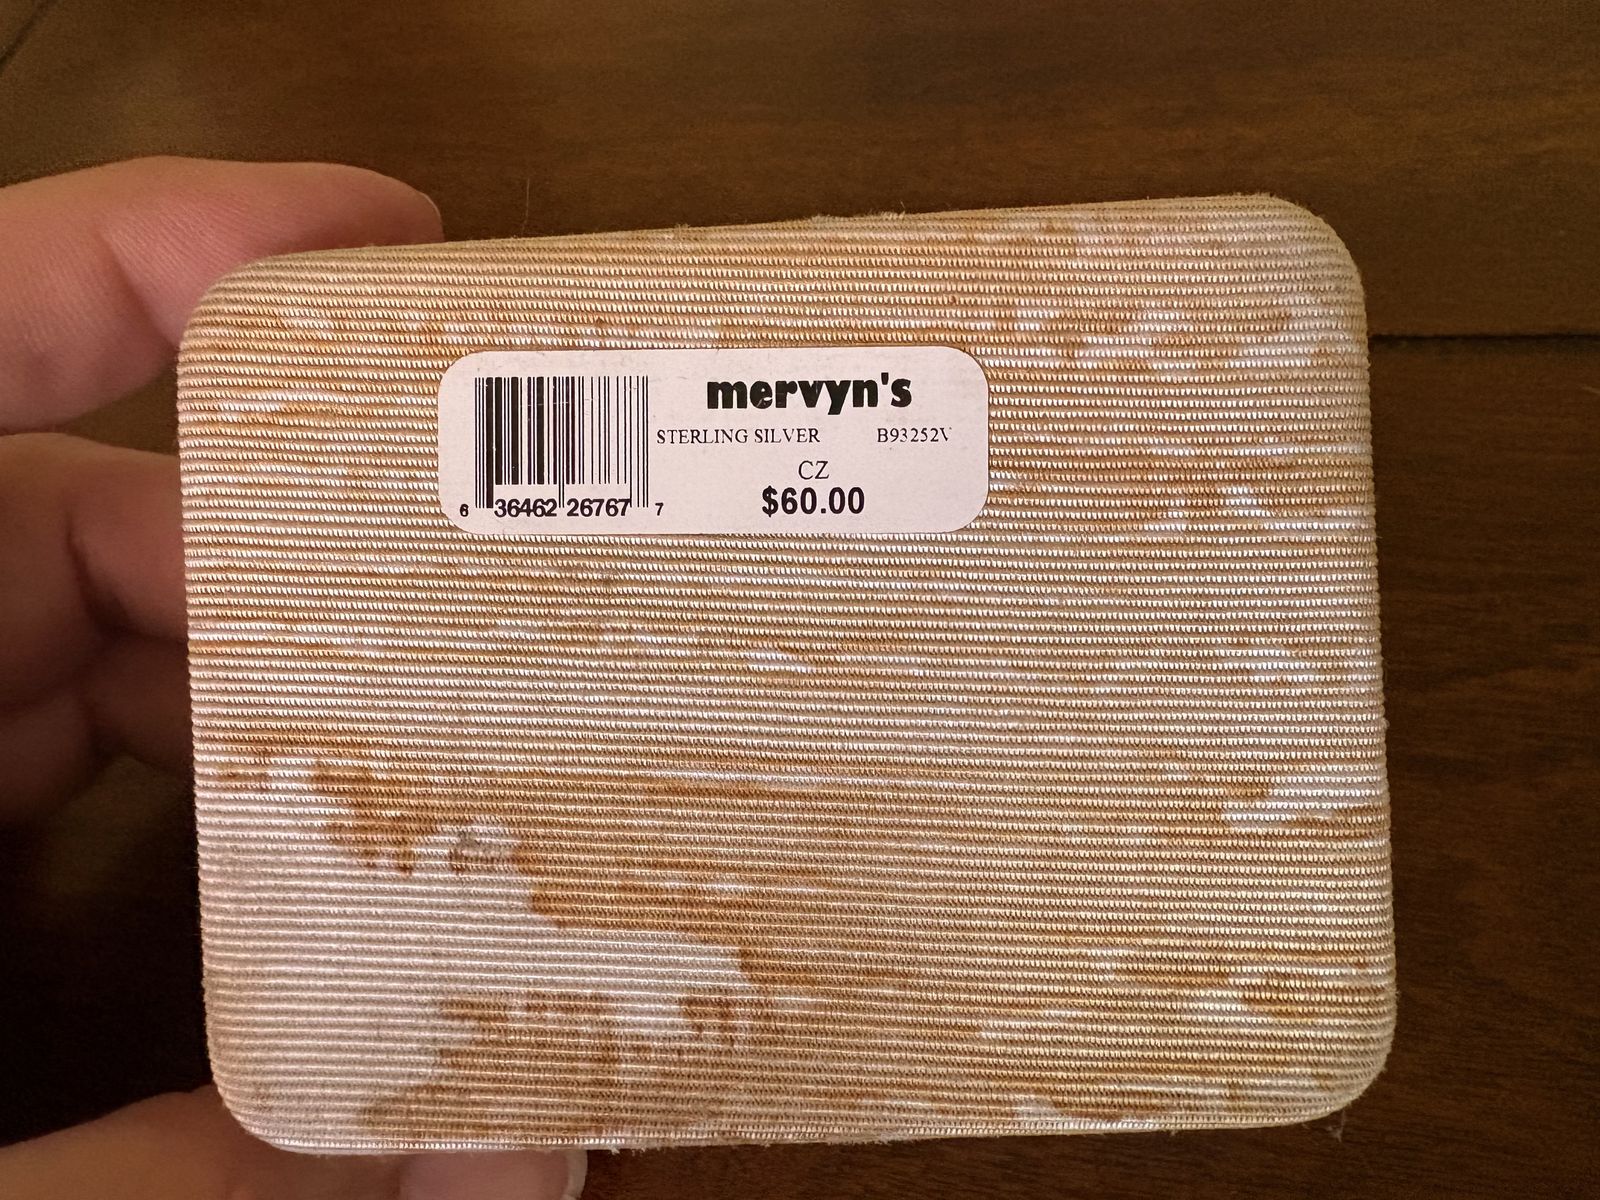 mervyn's
STERLING SILVER B93252V
CZ
$60.00
6 36462 26767 7